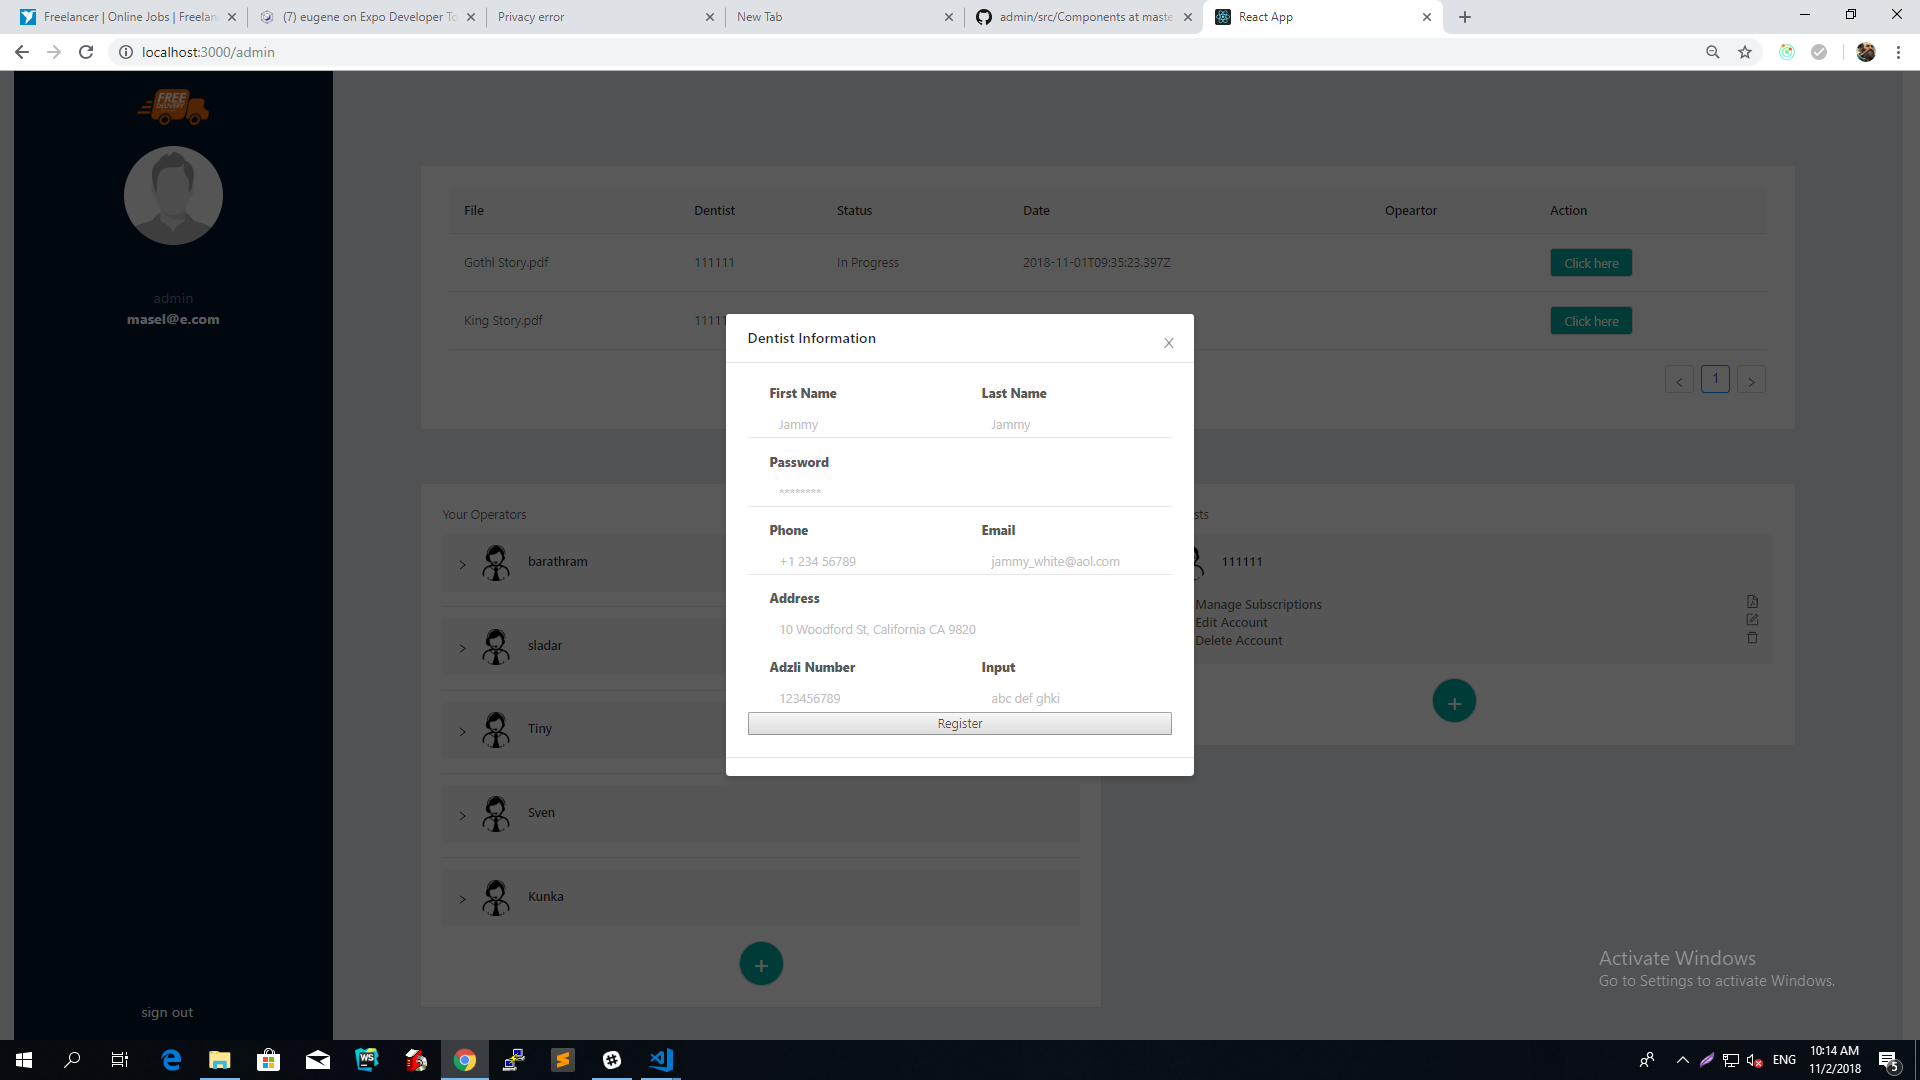 Freelancer | Online Jobs | Freelan
(7) eugene on Expo Developer To
Privacy error
New Tab
admin/src/Components at maste
React App
localhost:3000/admin
FREE
DELIVERY
admin
masel@e.com
sign out
File Dentist Status Date Opeartor Action
Gothl Story.pdf 111111 In Progress 2018-11-01T09:35:23.397Z Click here
King Story.pdf 11111 Click here
< 1 >
Your Operators
barathram
sladar
Tiny
Sven
Kunka
+
sts
111111
Manage Subscriptions
Edit Account
Delete Account
+
Dentist Information
First Name Last Name
Jammy Jammy
Password
********
Phone Email
+1 234 56789 jammy_white@aol.com
Address
10 Woodford St, California CA 9820
Adzli Number Input
123456789 abc def ghki
Register
Activate Windows
Go to Settings to activate Windows.
WS
ENG
10:14 AM
11/2/2018
5